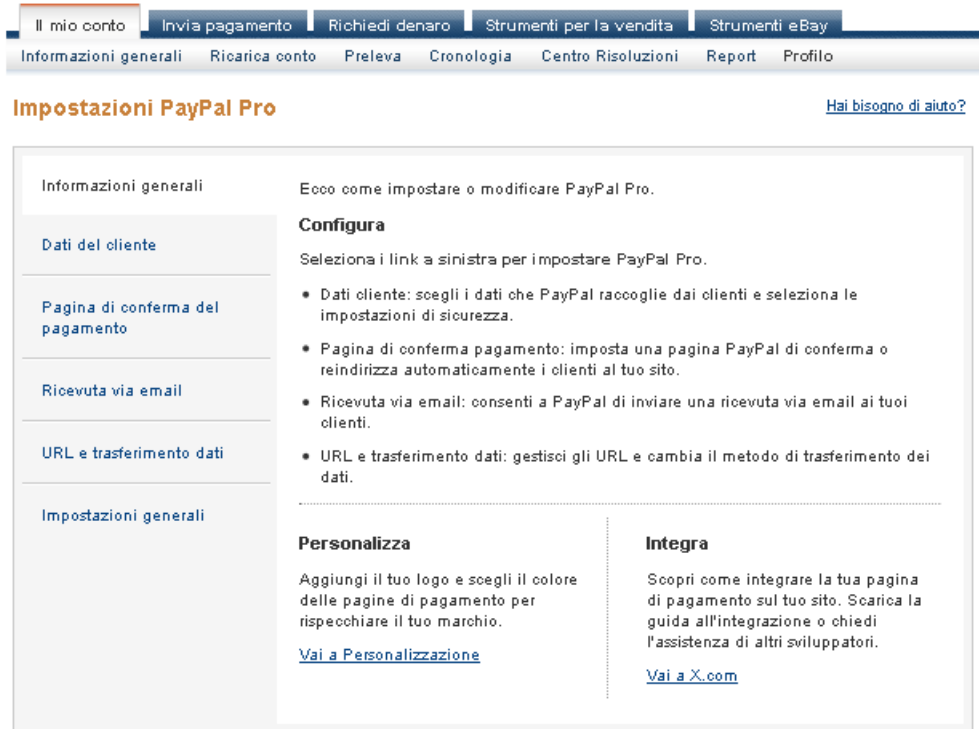 Il mio conto Invia pagamento Richiedi denaro Strumenti per la vendita Strumenti eBay
Informazioni generali Ricarica conto Preleva Cronologia Centro Risoluzioni Report Profilo
Impostazioni PayPal Pro
Hai bisogno di aiuto?
Informazioni generali
Dati del cliente
Pagina di conferma del
pagamento
Ricevuta via email
URL e trasferimento dati
Impostazioni generali
Ecco come impostare o modificare PayPal Pro.
Configura
Seleziona i link a sinistra per impostare PayPal Pro.
• Dati cliente: scegli i dati che PayPal raccoglie dai clienti e seleziona le
impostazioni di sicurezza.
• Pagina di conferma pagamento: imposta una pagina PayPal di conferma o
reindirizza automaticamente i clienti al tuo sito.
• Ricevuta via email: consenti a PayPal di inviare una ricevuta via email ai tuoi
clienti.
• URL e trasferimento dati: gestisci gli URL e cambia il metodo di trasferimento dei
dati.
Personalizza
Aggiungi il tuo logo e scegli il colore
delle pagine di pagamento per
rispecchiare il tuo marchio.
Vai a Personalizzazione
Integra
Scopri come integrare la tua pagina
di pagamento sul tuo sito. Scarica la
guida all'integrazione o chiedi
l'assistenza di altri sviluppatori.
Vai a X.com